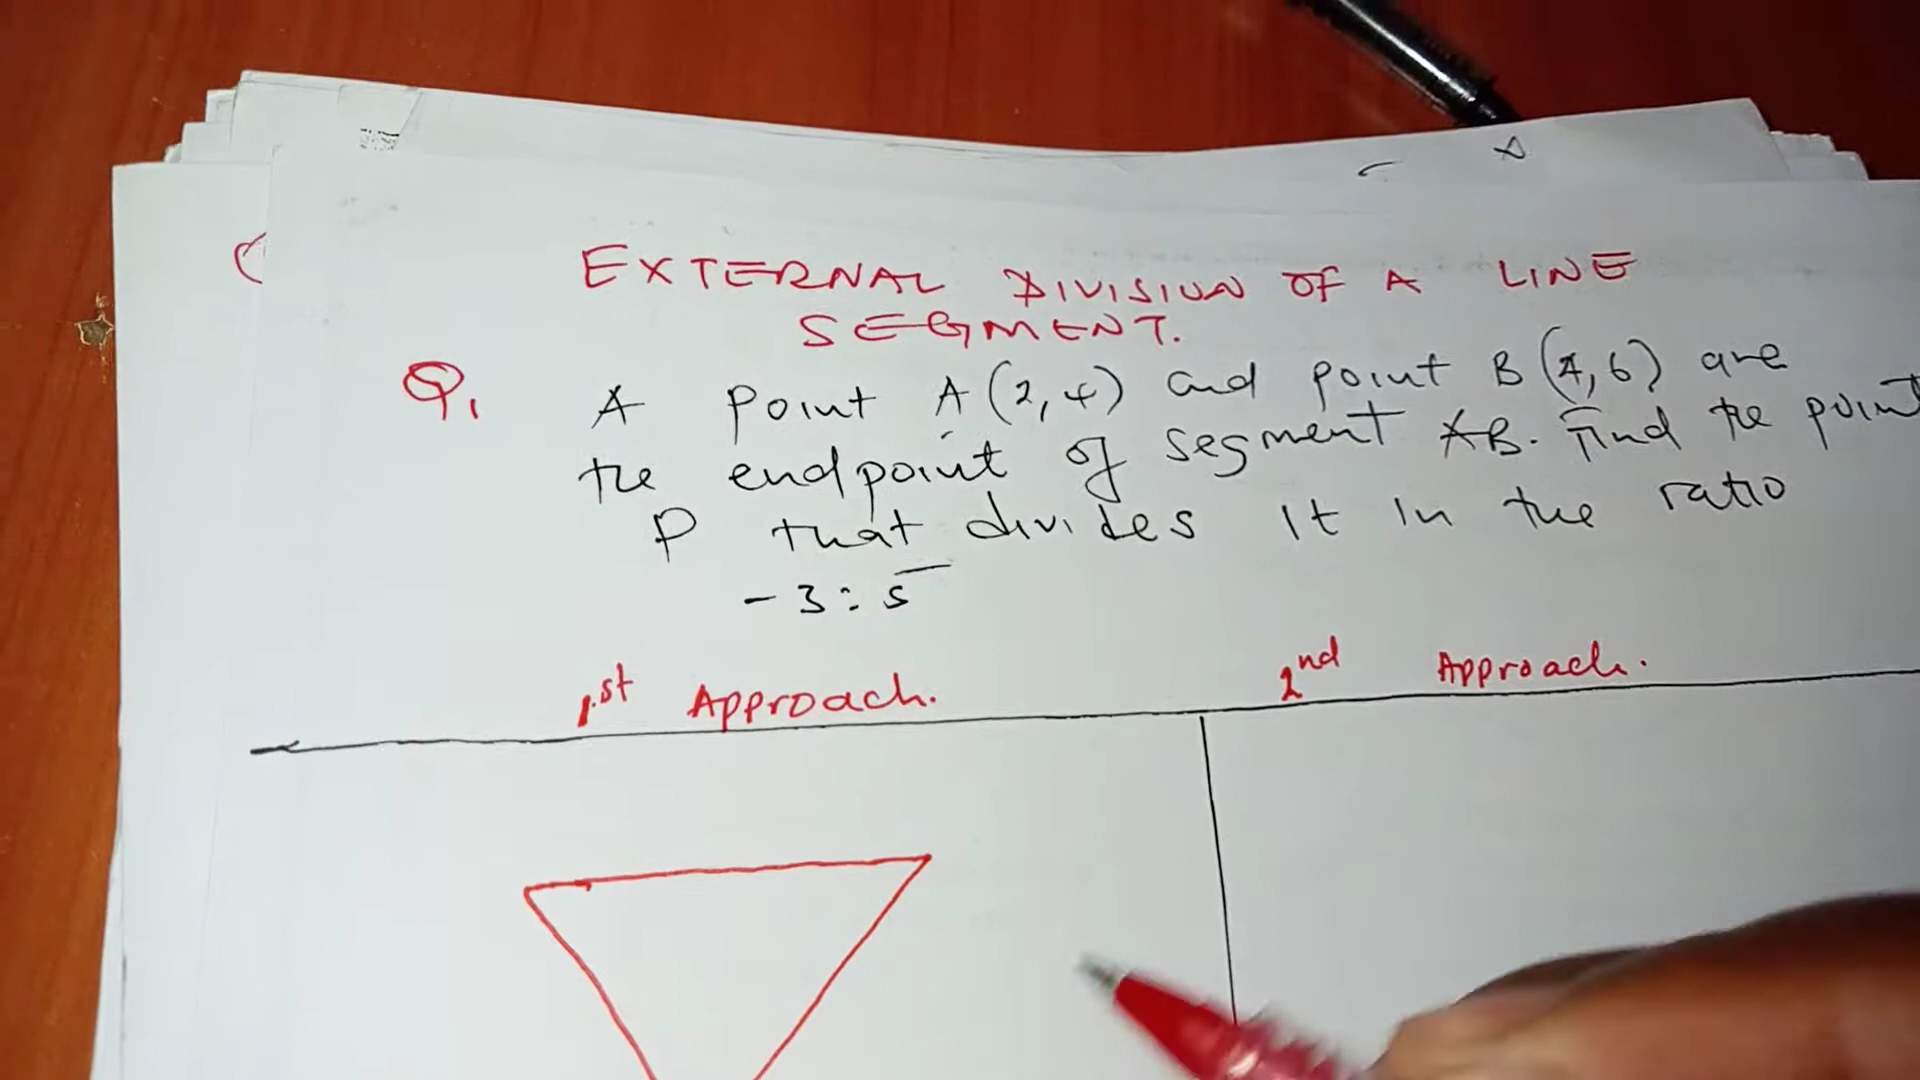 EXTERNAL DIVISION OF A LINE
SEGMENT.
Q1 A point A(2,4) and point B(4,6) are
the endpoint of segment AB. Find the point
P that divides it in the ratio
-3:5
1st Approach.
2nd Approach.